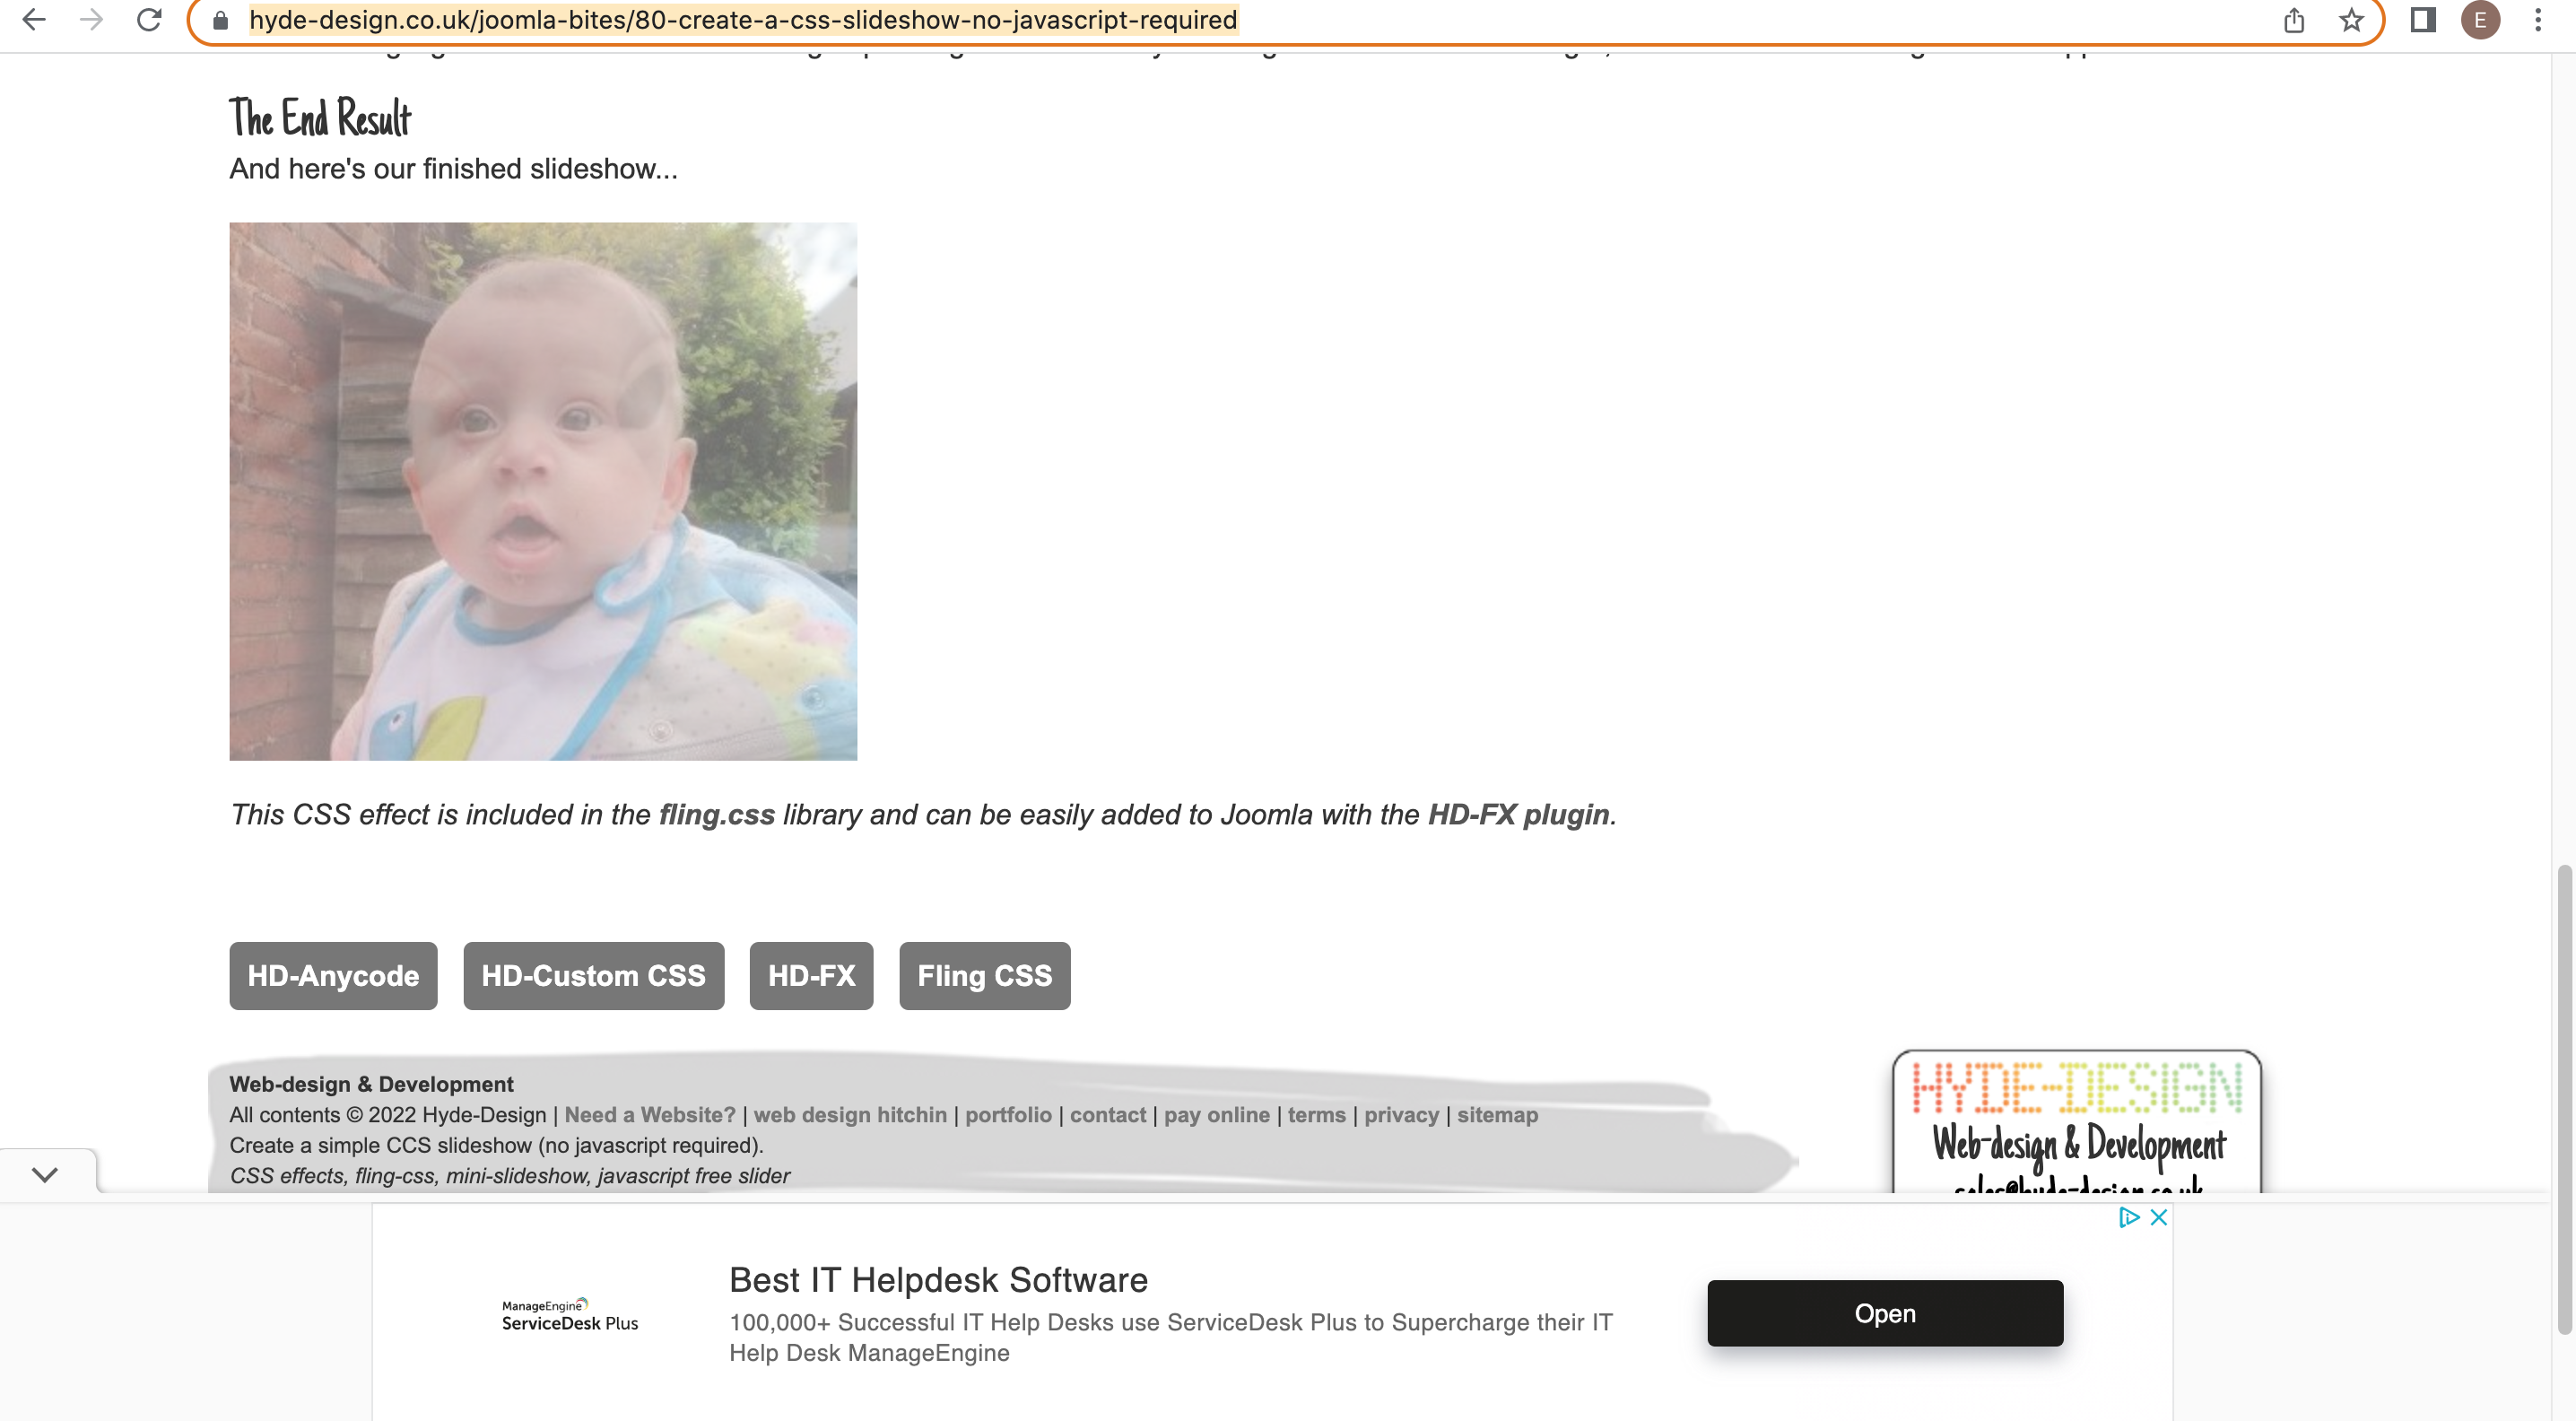 hyde-design.co.uk/joomla-bites/80-create-a-css-slideshow-no-javascript-required
E
The End Result
And here's our finished slideshow...
This CSS effect is included in the fling.css library and can be easily added to Joomla with the HD-FX plugin.
HD-Anycode HD-Custom CSS HD-FX Fling CSS
Web-design & Development
All contents © 2022 Hyde-Design | Need a Website? | web design hitchin | portfolio | contact | pay online | terms | privacy | sitemap
Create a simple CCS slideshow (no javascript required).
CSS effects, fling-css, mini-slideshow, javascript free slider
HYDE-DESIGN
Web-design & Development
sales@hyde-design.co.uk
ManageEngine
ServiceDesk Plus
Best IT Helpdesk Software
100,000+ Successful IT Help Desks use ServiceDesk Plus to Supercharge their IT
Help Desk ManageEngine
Open